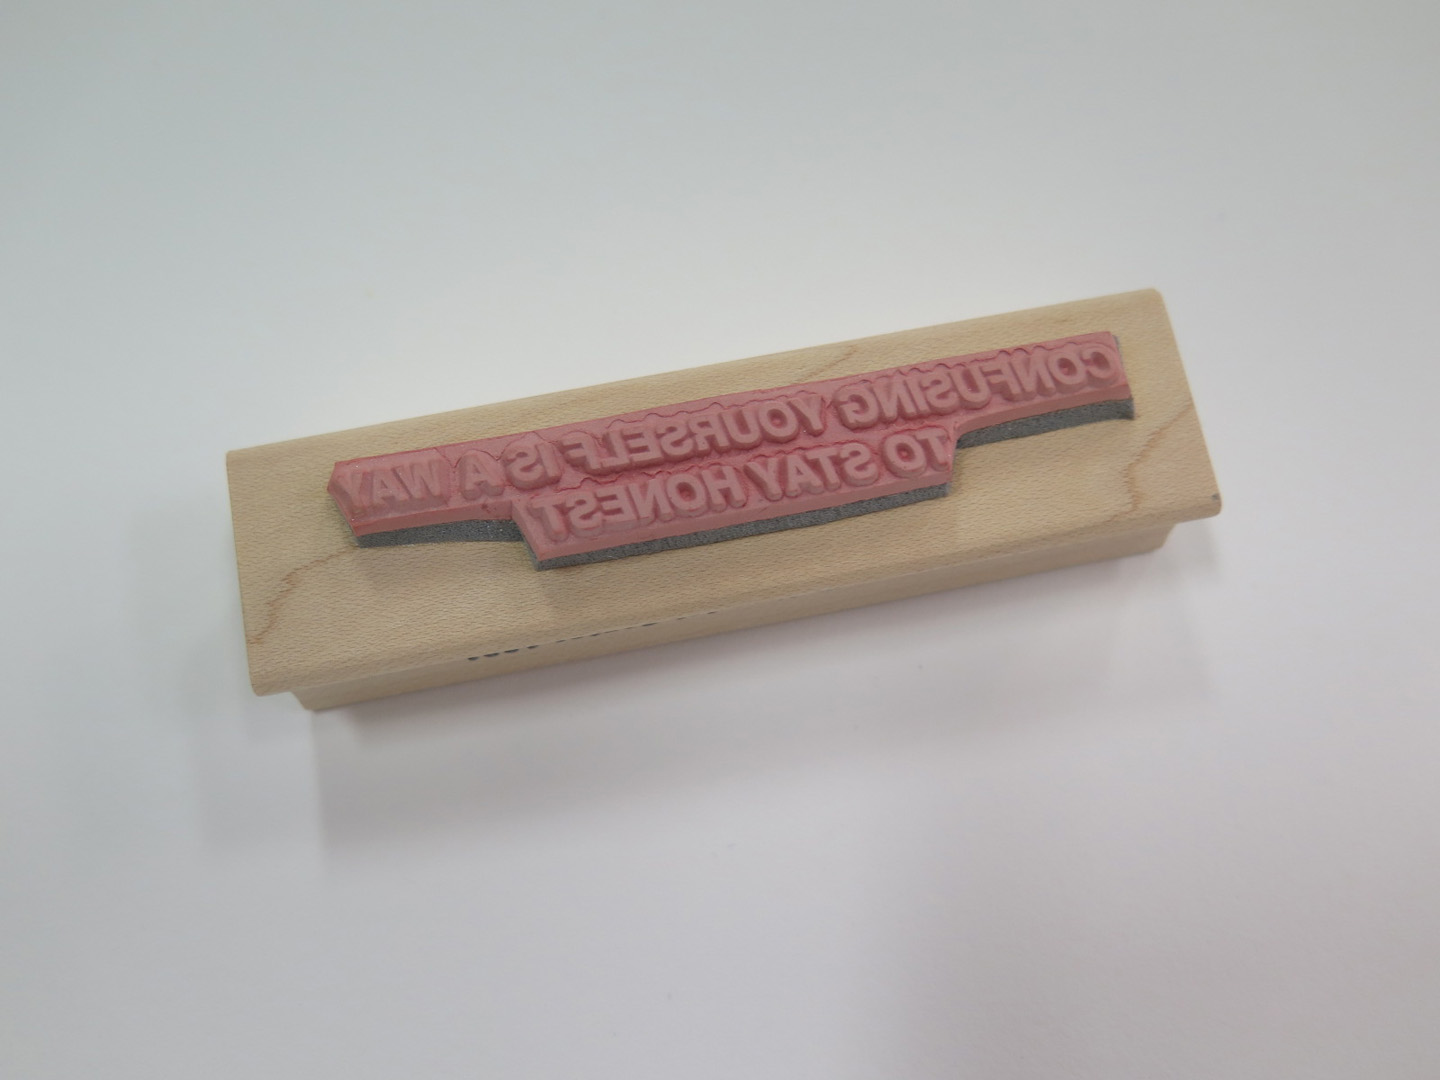 CONFUSING YOURSELF IS A WAY
TO STAY HONEST